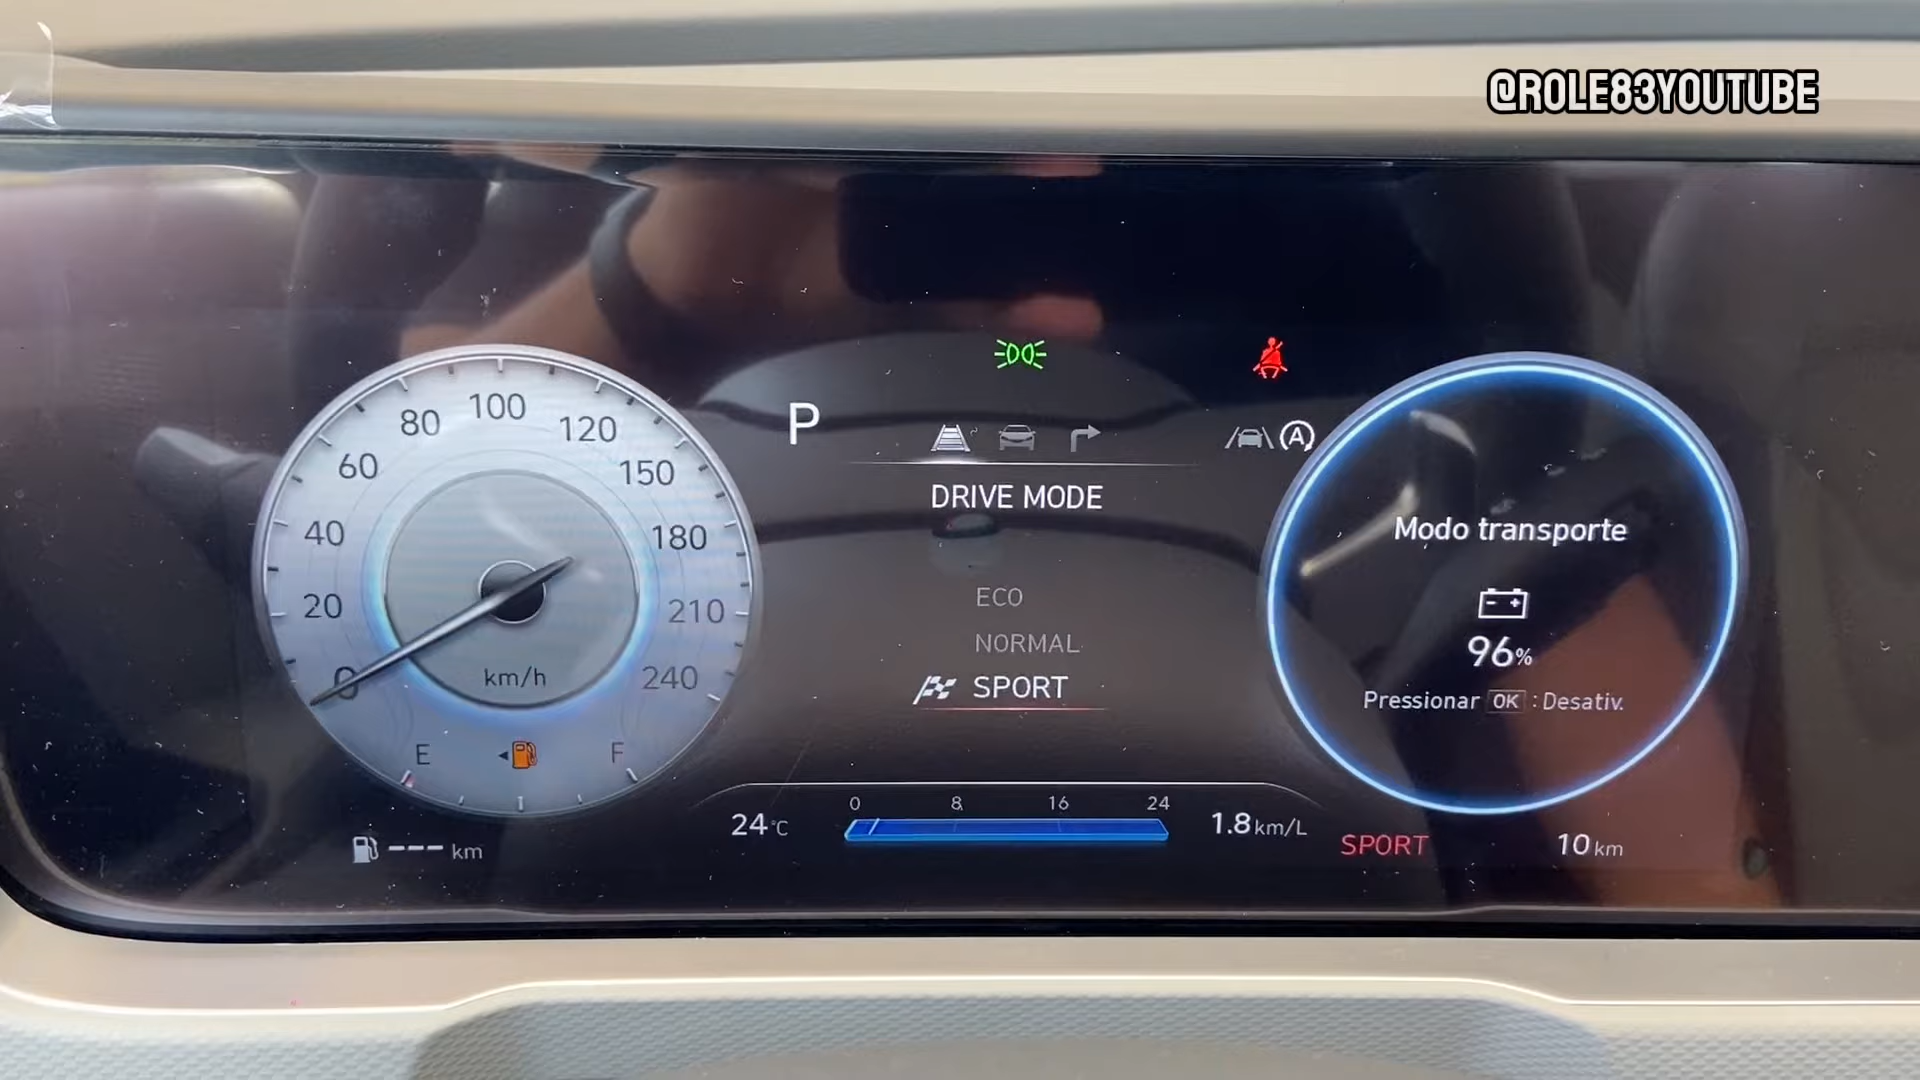 @ROLE83YOUTUBE
0 20 40 60 80 100 120 150 180 210 240
km/h
E F
--- km
P
A
DRIVE MODE
ECO
NORMAL
SPORT
24°C
0 8 16 24
1.8 km/L
Modo transporte
96%
Pressionar OK : Desativ.
SPORT
10 km